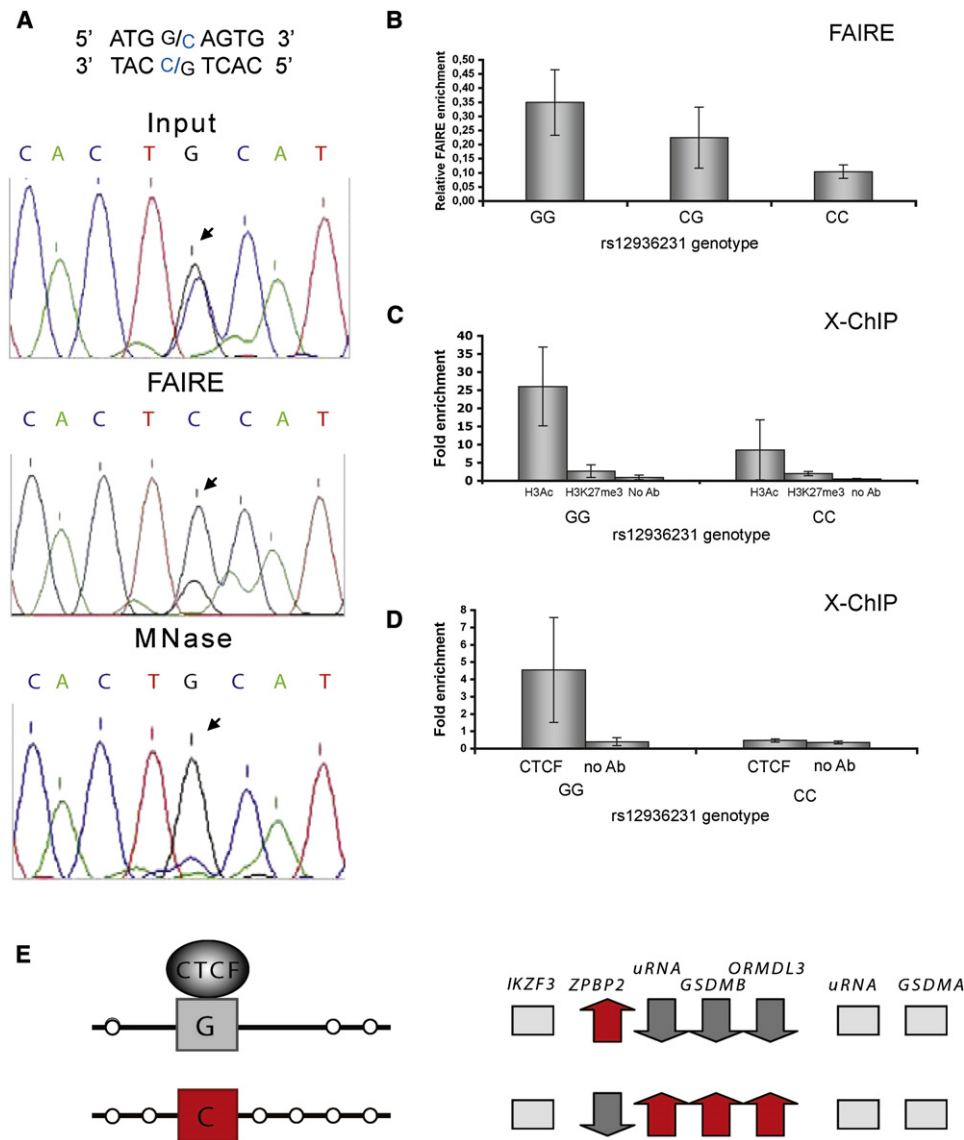 A
5’ ATG G/C AGTG 3’
3’ TAC C/G TCAC 5’
Input
C A C T G C A T
FAIRE
C A C T C C A T
MNase
C A C T G C A T
B
FAIRE
Relative FAIRE enrichment
0,50
0,45
0,40
0,35
0,30
0,25
0,20
0,15
0,10
0,05
0,00
GG CG CC
rs12936231 genotype
C
X-ChIP
Fold enrichment
40
35
30
25
20
15
10
5
0
H3Ac H3K27me3 No Ab H3Ac H3K27me3 no Ab
GG CC
rs12936231 genotype
D
X-ChIP
Fold enrichment
8
7
6
5
4
3
2
1
0
CTCF no Ab CTCF no Ab
GG CC
rs12936231 genotype
E
CTCF
G
C
uRNA ORMDL3
IKZF3 ZPBP2 GSDMB uRNA GSDMA